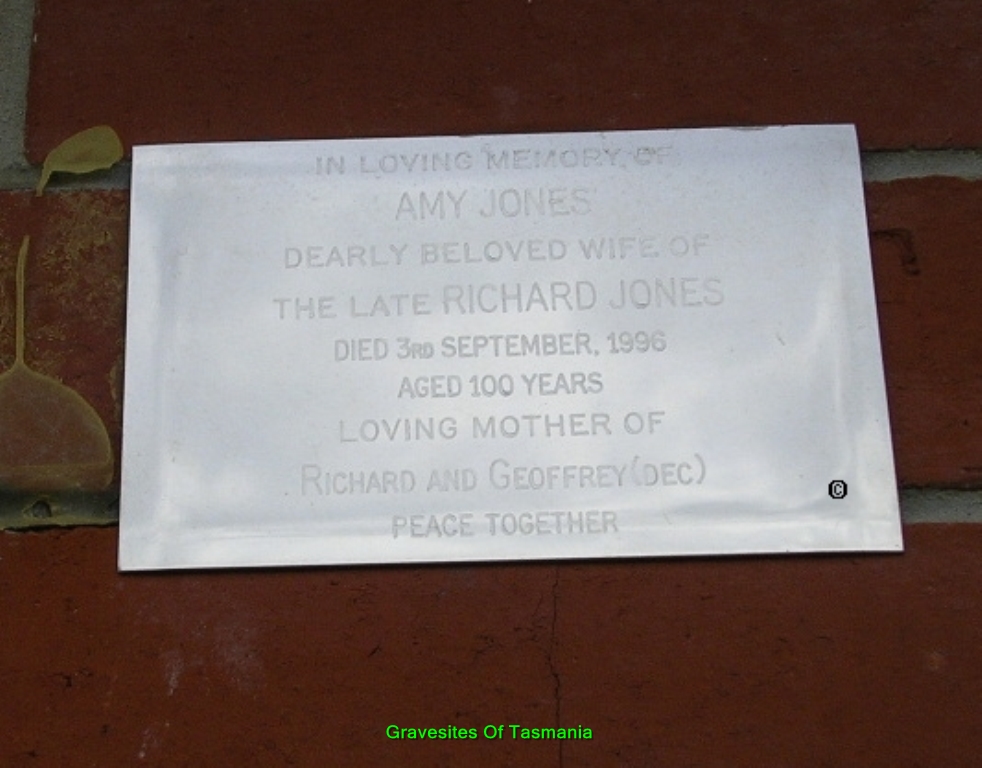 IN LOVING MEMORY OF
AMY JONES
DEARLY BELOVED WIFE OF
THE LATE RICHARD JONES
DIED 3RD SEPTEMBER, 1996
AGED 100 YEARS
LOVING MOTHER OF
RICHARD AND GEOFFREY (DEC)
PEACE TOGETHER
©
Gravesites Of Tasmania